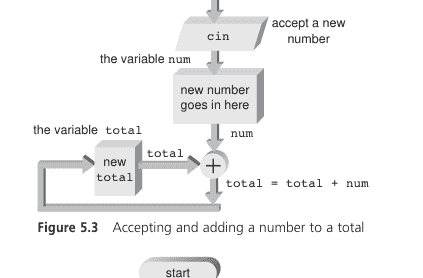 cin
accept a new
number
the variable num
new number
goes in here
num
the variable total
new
total
total
+
total = total + num
Figure 5.3 Accepting and adding a number to a total
start